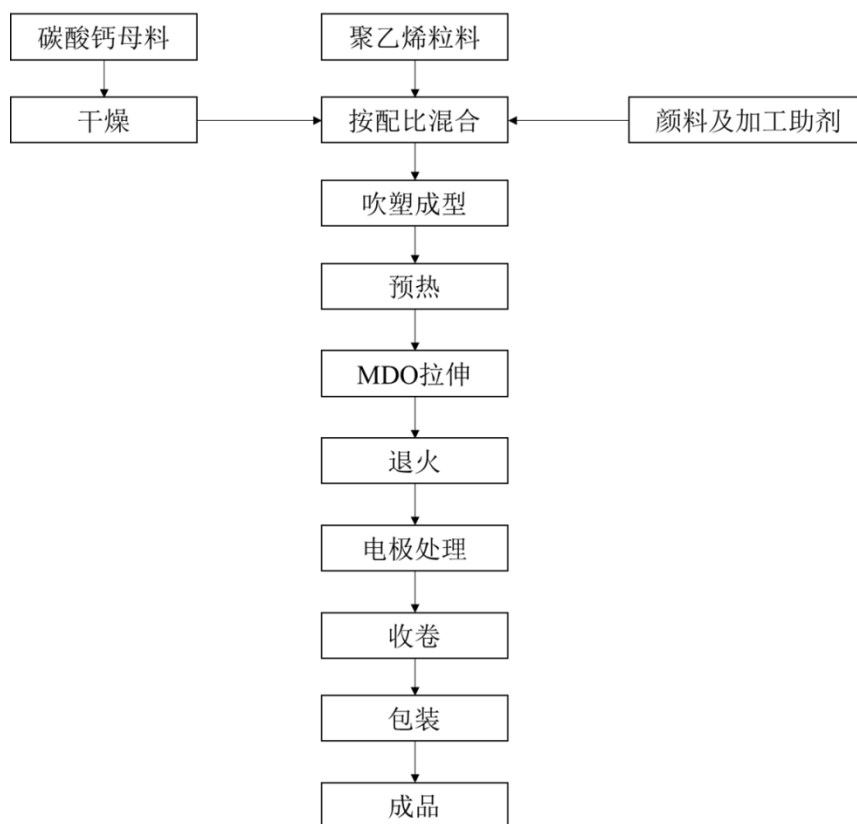 碳酸钙母料
聚乙烯粒料
干燥
按配比混合
颜料及加工助剂
吹塑成型
预热
MDO拉伸
退火
电极处理
收卷
包装
成品